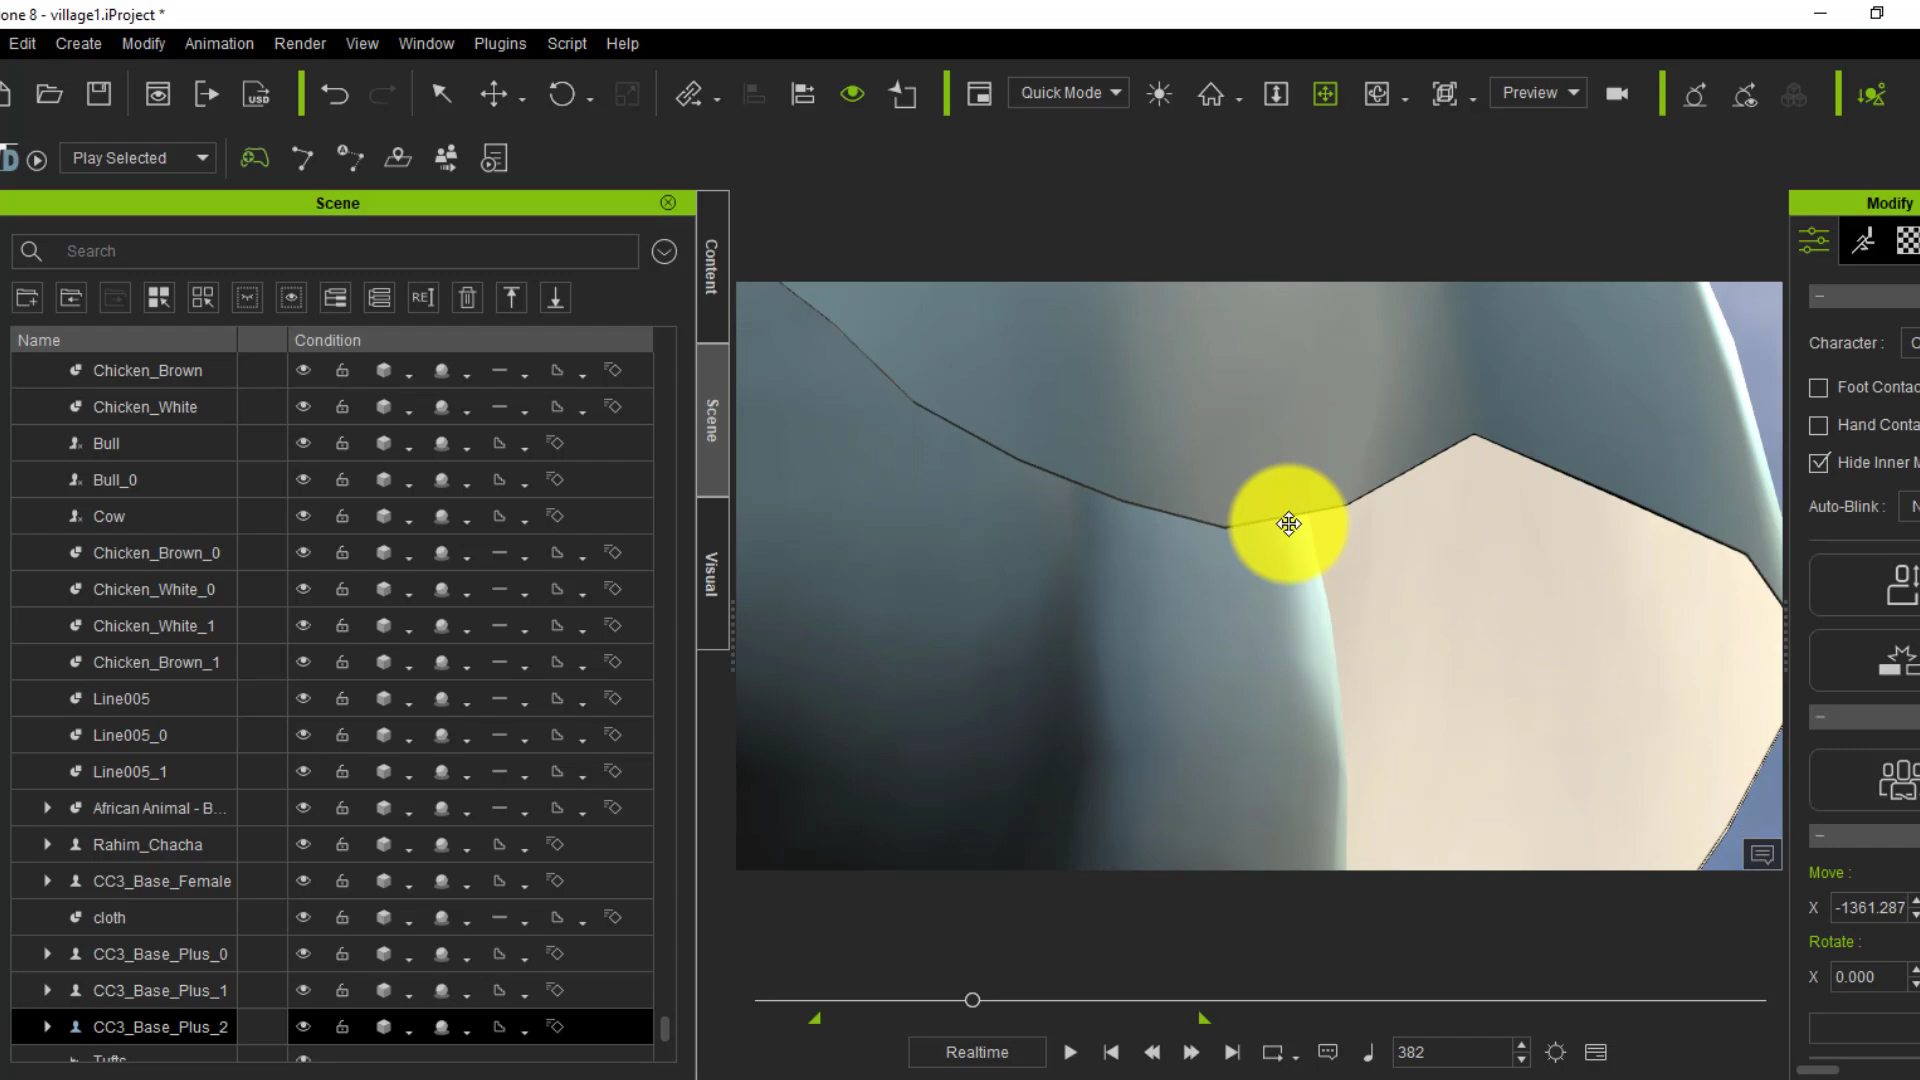 one 8 - village1.iProject *
Edit Create Modify Animation Render View Window Plugins Script Help
USD Quick Mode Preview
D Play Selected
Scene Modify
Search
Content
Scene
Visual
REI
Name Condition
Chicken_Brown
Chicken_White
Bull
Bull_0
Cow
Chicken_Brown_0
Chicken_White_0
Chicken_White_1
Chicken_Brown_1
Line005
Line005_0
Line005_1
African Animal - B...
Rahim_Chacha
CC3_Base_Female
cloth
CC3_Base_Plus_0
CC3_Base_Plus_1
CC3_Base_Plus_2
Tufts
Character :
Foot Contac
Hand Conta
Hide Inner M
Auto-Blink :
Move :
X -1361.287
Rotate :
X 0.000
Realtime 382